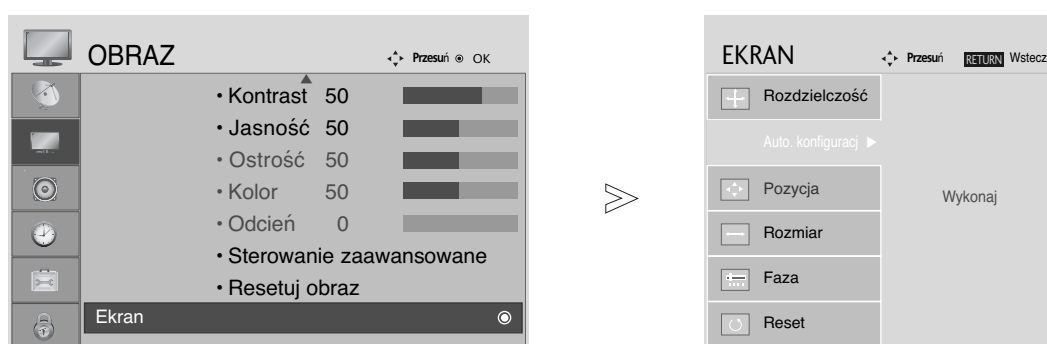 OBRAZ Przesuń OK
• Kontrast 50
• Jasność 50
• Ostrość 50
• Kolor 50
• Odcień 0
• Sterowanie zaawansowane
• Resetuj obraz
Ekran
EKRAN Przesuń RETURN Wstecz
Rozdzielczość
Auto. konfiguracj ▶
Pozycja
Wykonaj
Rozmiar
Faza
Reset